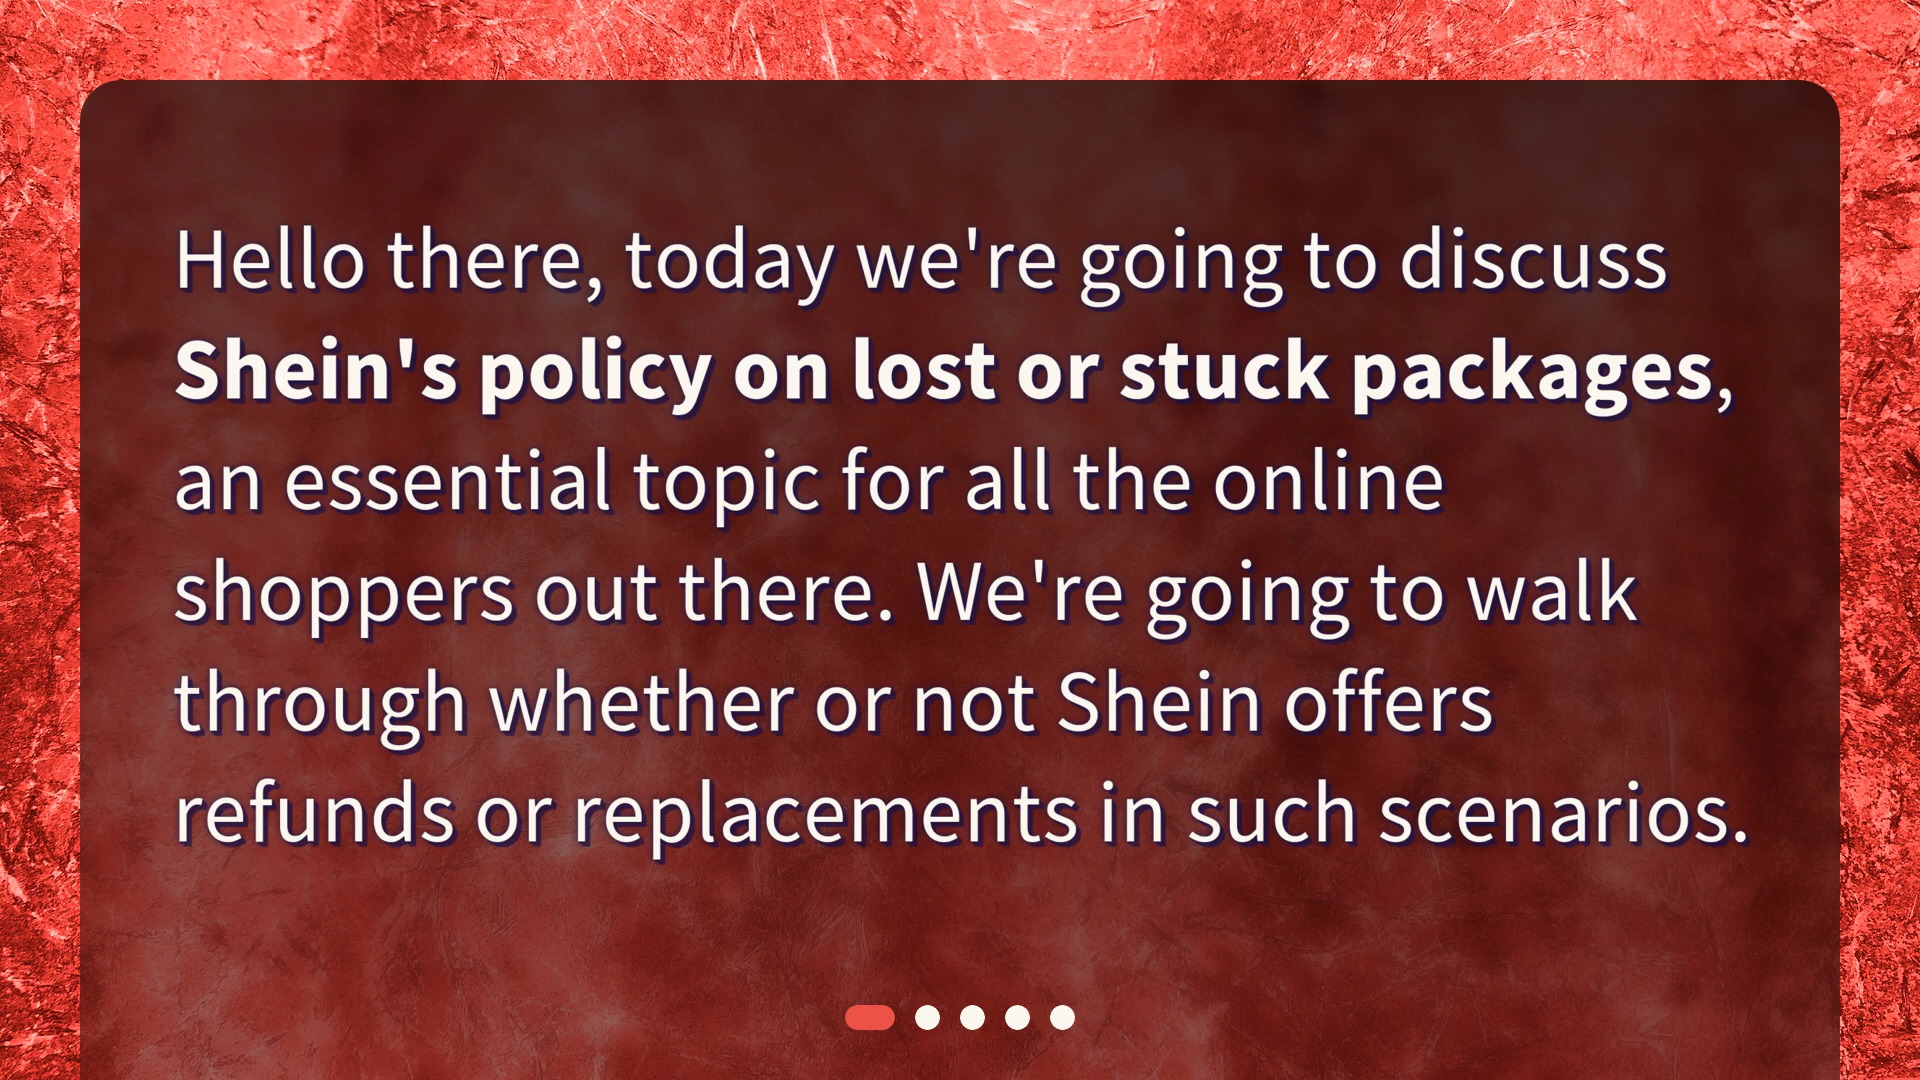 Hello there, today we're going to discuss
Shein's policy on lost or stuck packages,
an essential topic for all the online
shoppers out there. We're going to walk
through whether or not Shein offers
refunds or replacements in such scenarios.